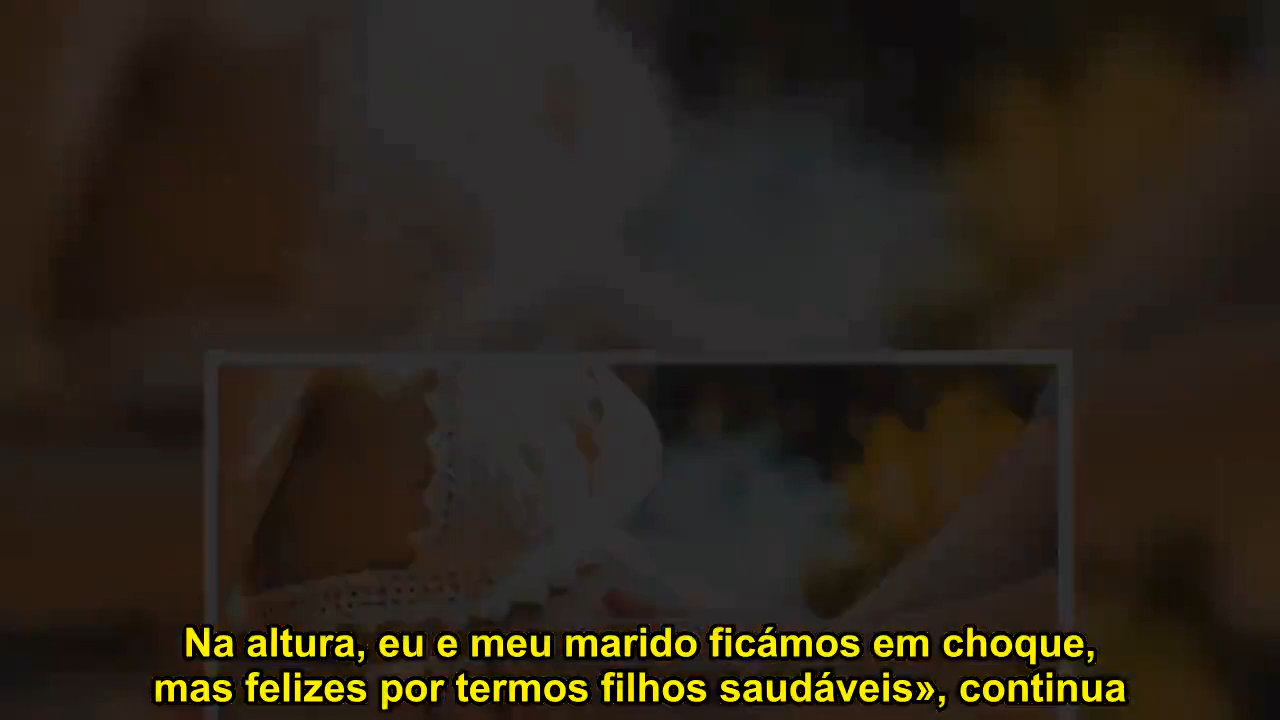 Na altura, eu e meu marido ficámos em choque,
mas felizes por termos filhos saudáveis», continua